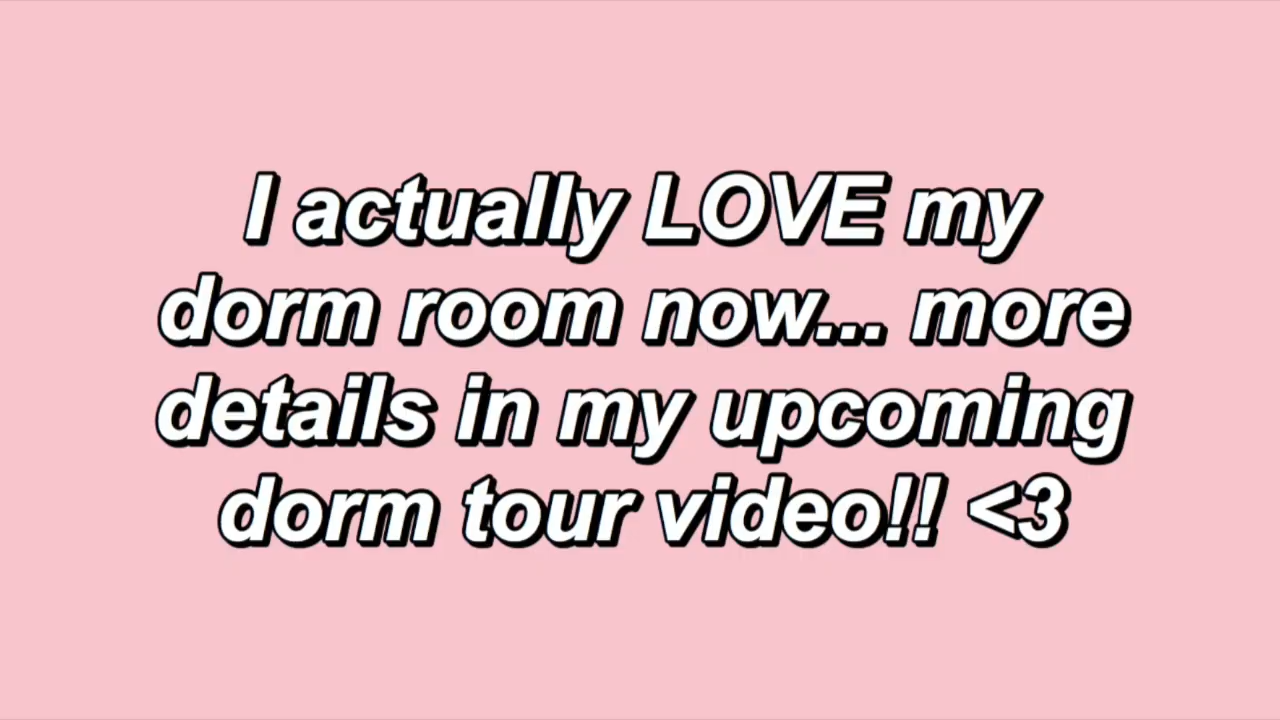 I actually LOVE my
dorm room now... more
details in my upcoming
dorm tour video!! <3